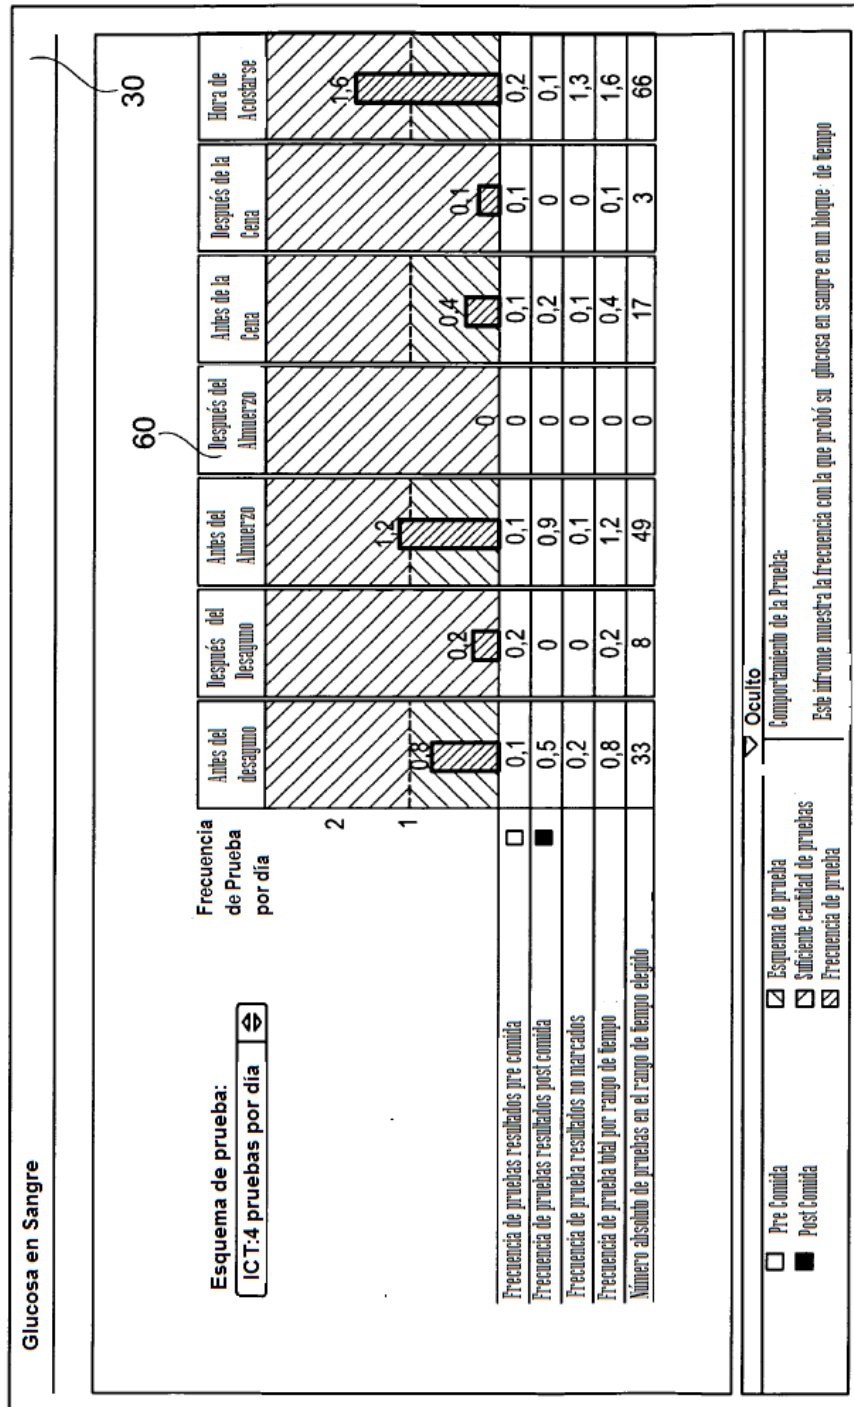 Glucosa en Sangre
30
Esquema de prueba:
ICT:4 pruebas por día
Frecuencia
de Prueba
por día
2
1
60
Antes del
desayuno
Después del
Desayuno
Antes del
Almuerzo
Después del
Almuerzo
Antes de la
Cena
Después de la
Cena
Hora de
Acostarse
0,8
0,2
1,2
0
0,4
0,1
1,6
Frecuencia de pruebas resultados pre comida 0,1 0,2 0,1 0 0,1 0,1 0,2
Frecuencia de pruebas resultados post comida 0,5 0 0,9 0 0,2 0 0,1
Frecuencia de prueba resultados no marcados 0,2 0 0,1 0 0,1 0 1,3
Frecuencia de prueba total por rango de tiempo 0,8 0,2 1,2 0 0,4 0,1 1,6
Número absoluto de pruebas en el rango de tiempo elegido 33 8 49 0 17 3 66
Pre Comida
Post Comida
Esquema de prueba
Suficiente cantidad de pruebas
Frecuencia de prueba
Oculto
Comportamiento de la Prueba:
Este infrome muestra la frecuencia con la que probó su glucosa en sangre en un bloque de tiempo